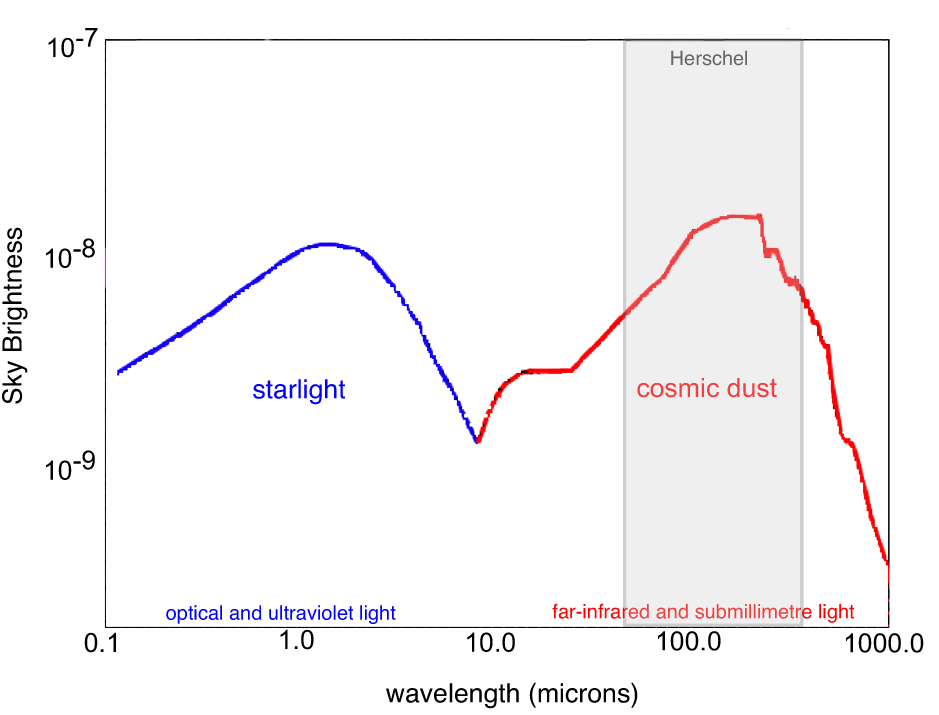 10-7
Herschel
10-8
Sky Brightness
starlight
cosmic dust
10-9
optical and ultraviolet light
far-infrared and submillimetre light
0.1
1.0
10.0
100.0
1000.0
wavelength (microns)